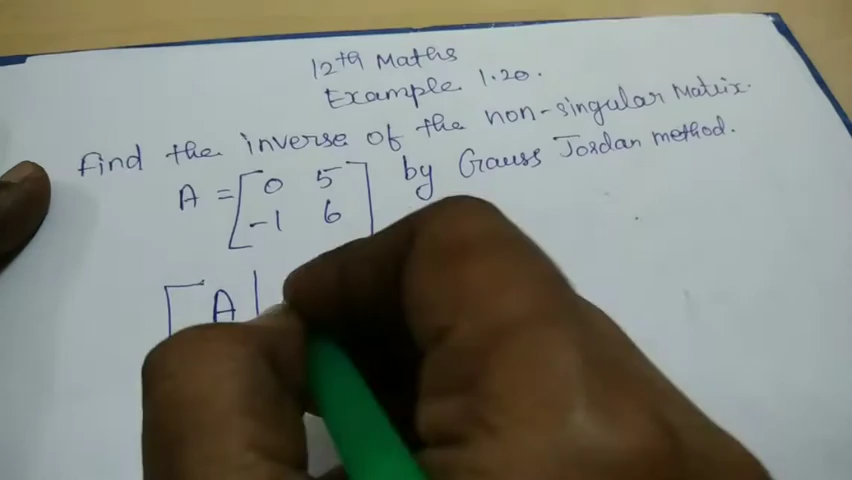 12th Maths
Example 1.20.
Find the inverse of the non-singular Matrix.
A = [ 0 5 by Gauss Jordan method.
-1 6 ]
[ A |